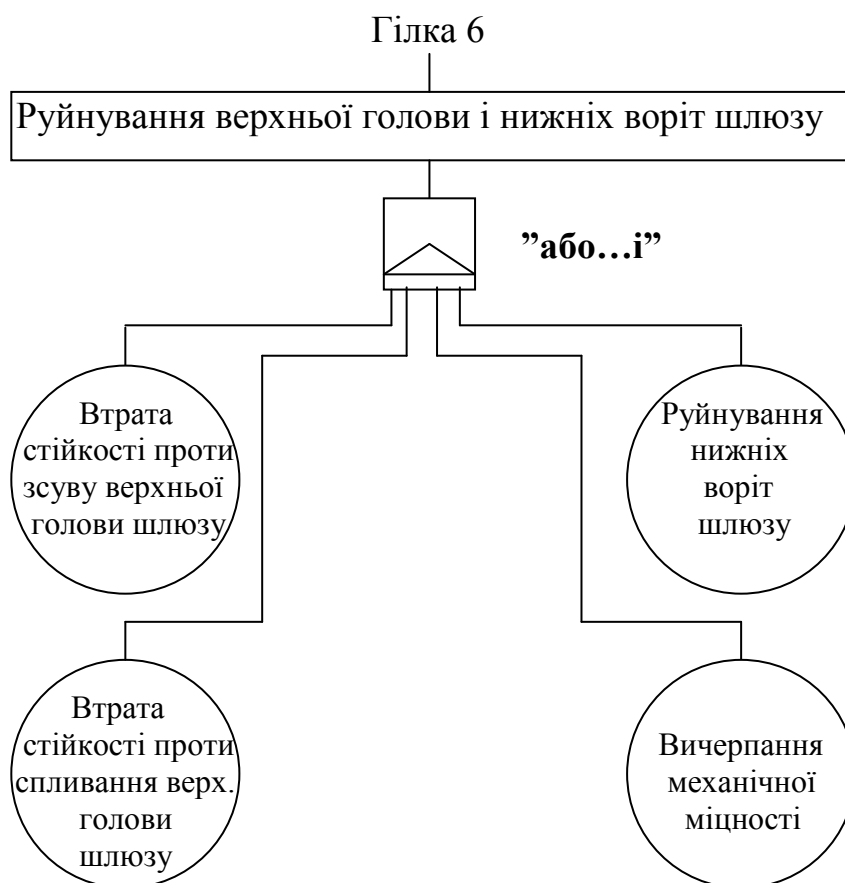 Гілка 6
Руйнування верхньої голови і нижніх воріт шлюзу
”або…і”
Втрата
стійкості проти
зсуву верхньої
голови шлюзу
Руйнування
нижніх
воріт
шлюзу
Втрата
стійкості проти
спливання верх.
голови
шлюзу
Вичерпання
механічної
міцності